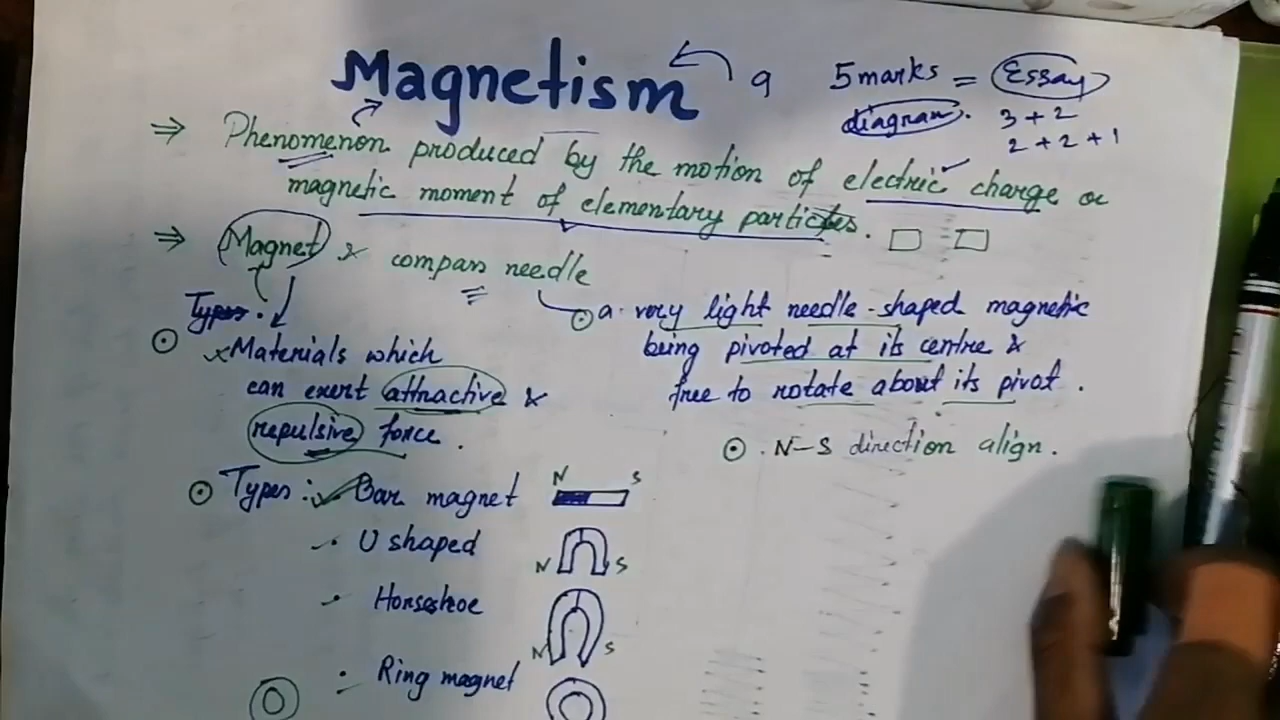 Magnetism
9 5 marks = Essay
diagram. 3 + 2
2 + 2 + 1
⇒ Phenomenon produced by the motion of electric charge or
magnetic moment of elementary particles.
⇒ Magnet & compass needle
Types:
Materials which
can exert attractive &
repulsive force.
a very light needle-shaped magnetic
being pivoted at its centre &
free to rotate about its pivot.
N–S direction align.
Types: Bar magnet N S
U shaped N S
Horseshoe N S
Ring magnet